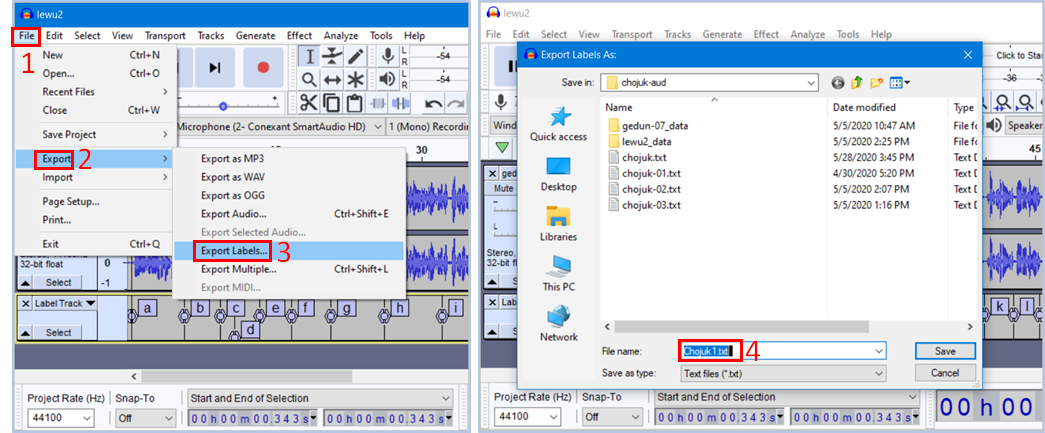 lewu2
File Edit Select View Transport Tracks Generate Effect Analyze Tools Help
1
New Ctrl+N
Open... Ctrl+O
Recent Files >
Close Ctrl+W
Save Project >
Export > 2
Import >
Page Setup...
Print...
Exit Ctrl+Q
L
R
-54
L
R
-54
Microphone (2- Conexant SmartAudio HD) 1 (Mono) Recordin
30
Export as MP3
Export as WAV
Export as OGG
Export Audio... Ctrl+Shift+E
Export Selected Audio...
Export Labels... 3
Export Multiple... Ctrl+Shift+L
Export MIDI...
32-bit float
Select
0
-1
Label Track
Select
a b c e f g h i
d
Project Rate (Hz) Snap-To Start and End of Selection
44100 Off 00h00m00.343s 00h00m00.343s
lewu2
File Edit Select View Transport Tracks Generate Effect Analyze Tools Help
Export Labels As:
Save in: chojuk-aud
Click to Star
-36
Name Date modified Type
gedun-07_data 5/5/2020 10:47 AM File fo
lewu2_data 5/5/2020 2:25 PM File fo
chojuk.txt 5/28/2020 3:45 PM Text D
chojuk-01.txt 4/30/2020 5:20 PM Text D
chojuk-02.txt 5/5/2020 2:07 PM Text D
chojuk-03.txt 5/5/2020 1:16 PM Text D
Quick access
Desktop
Libraries
This PC
Network
File name: Chojuk1.txt 4 Save
Save as type: Text files (*.txt) Cancel
Wind
Speaker
45
ged
Mute
L
Stereo,
32-bit f
Lab
k l
Project Rate (Hz) Snap-To Start and End of Selection
44100 Off 00h00m00.343s 00h00m00.343s
00h00